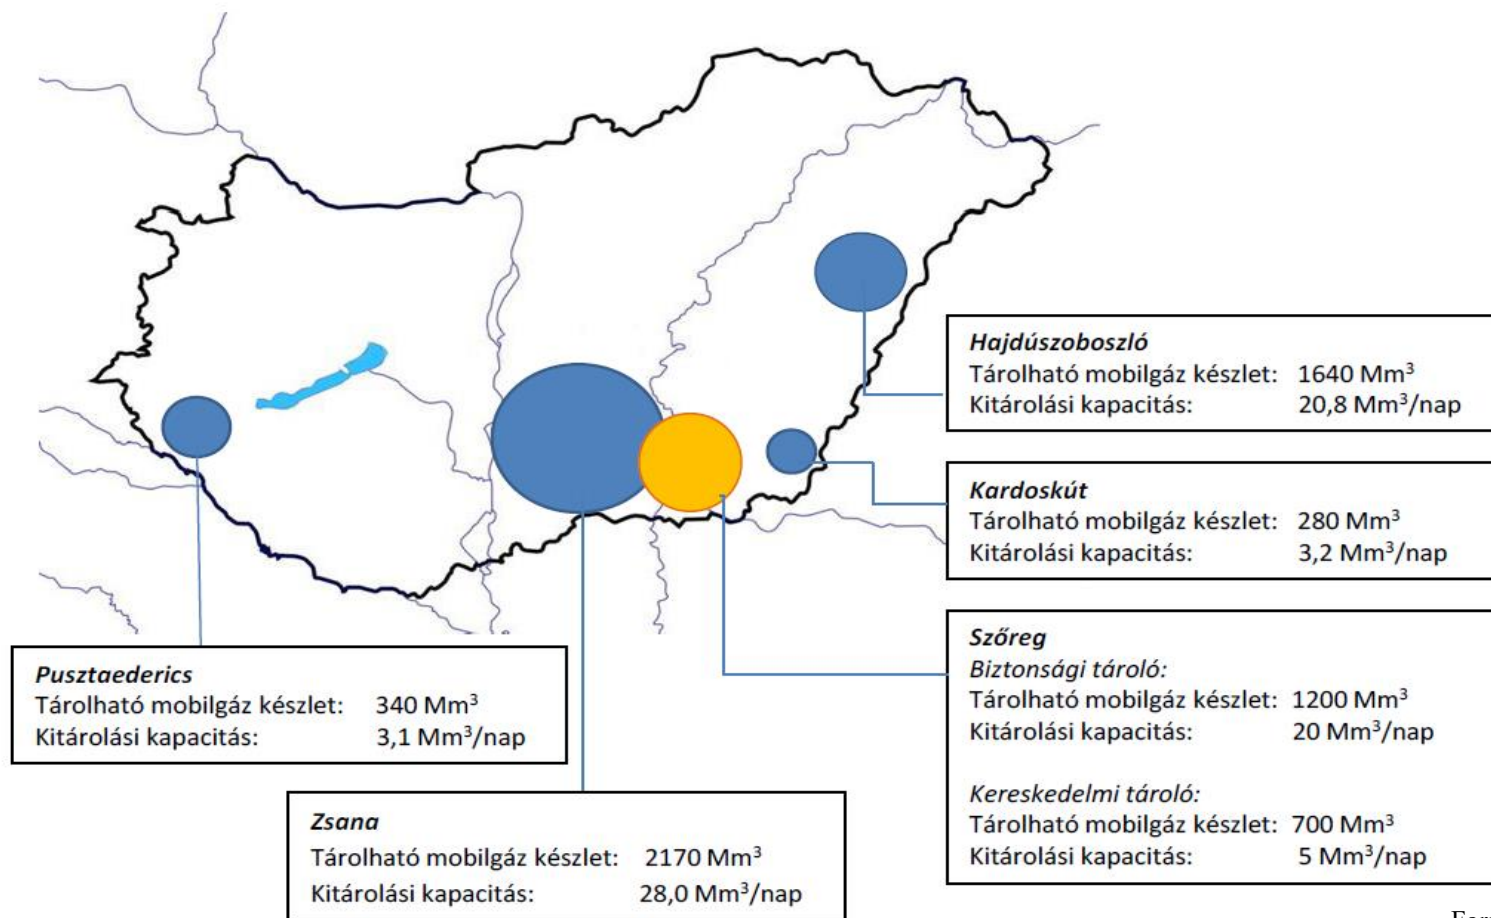 Hajdúszoboszló
Tárolható mobilgáz készlet: 1640 Mm³
Kitárolási kapacitás: 20,8 Mm³/nap
Kardoskút
Tárolható mobilgáz készlet: 280 Mm³
Kitárolási kapacitás: 3,2 Mm³/nap
Szőreg
Biztonsági tároló:
Tárolható mobilgáz készlet: 1200 Mm³
Kitárolási kapacitás: 20 Mm³/nap
Kereskedelmi tároló:
Tárolható mobilgáz készlet: 700 Mm³
Kitárolási kapacitás: 5 Mm³/nap
Pusztaederics
Tárolható mobilgáz készlet: 340 Mm³
Kitárolási kapacitás: 3,1 Mm³/nap
Zsana
Tárolható mobilgáz készlet: 2170 Mm³
Kitárolási kapacitás: 28,0 Mm³/nap